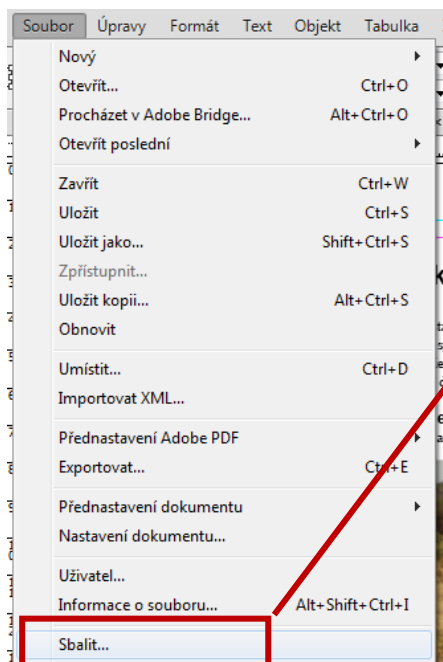 Soubor Úpravy Formát Text Objekt Tabulka
Nový
Otevřít... Ctrl+O
Procházet v Adobe Bridge... Alt+Ctrl+O
Otevřít poslední
Zavřít Ctrl+W
Uložit Ctrl+S
Uložit jako... Shift+Ctrl+S
Zpřístupnit...
Uložit kopii... Alt+Ctrl+S
Obnovit
Umístit... Ctrl+D
Importovat XML...
Přednastavení Adobe PDF
Exportovat... Ctrl+E
Přednastavení dokumentu
Nastavení dokumentu...
Uživatel...
Informace o souboru... Alt+Shift+Ctrl+I
Sbalit...